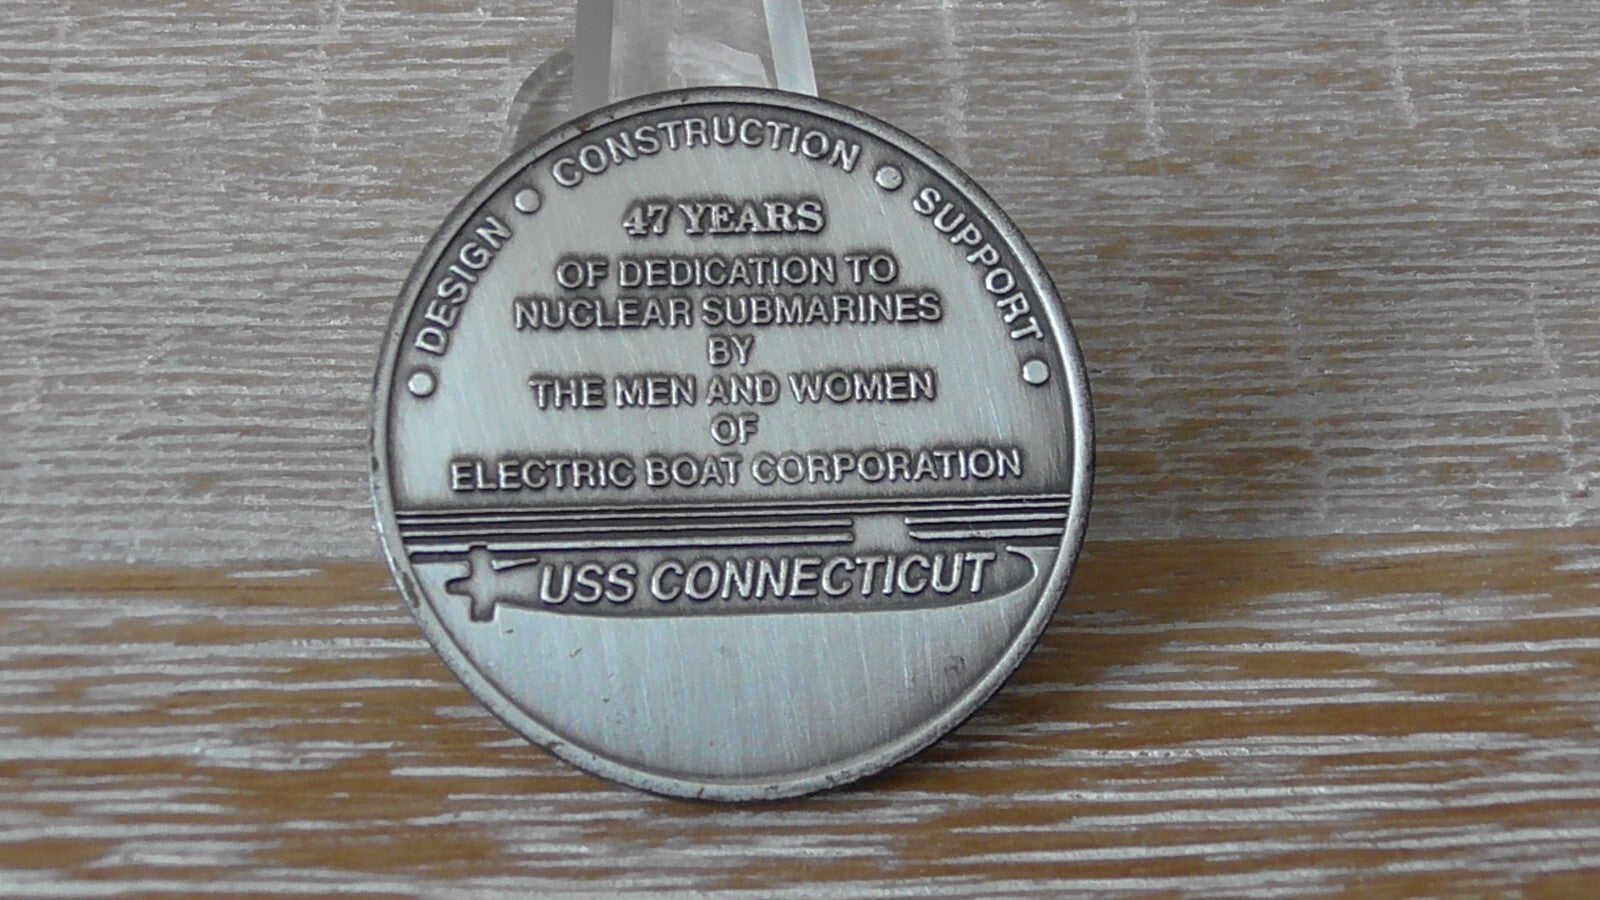 • DESIGN • CONSTRUCTION • SUPPORT •
47 YEARS
OF DEDICATION TO
NUCLEAR SUBMARINES
BY
THE MEN AND WOMEN
OF
ELECTRIC BOAT CORPORATION
USS CONNECTICUT